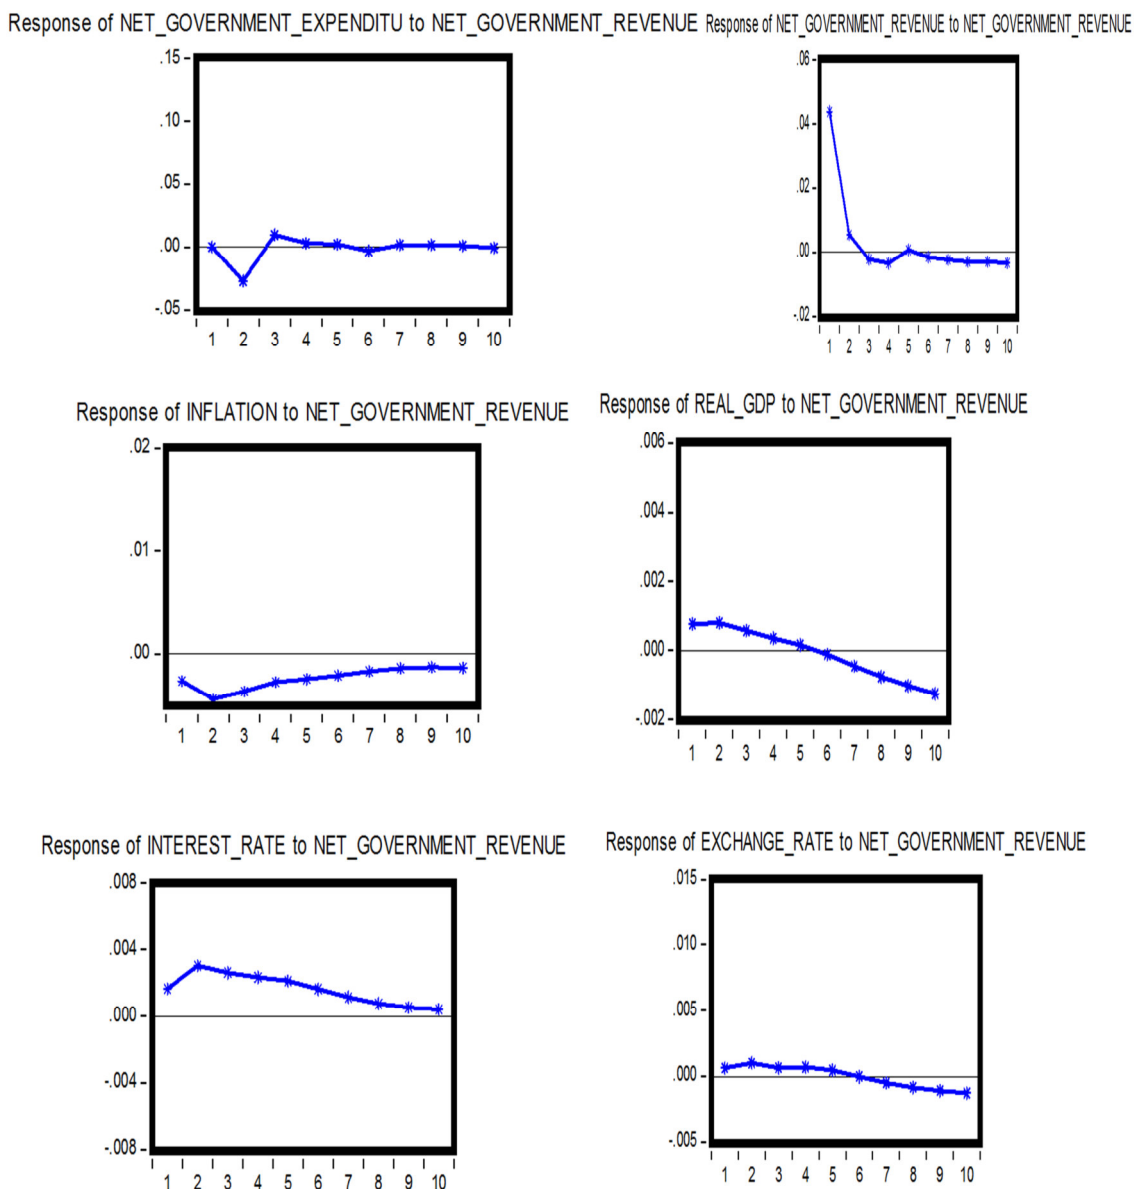 Response of NET_GOVERNMENT_EXPENDITU to NET_GOVERNMENT_REVENUE
.15
.10
.05
.00
-.05
1 2 3 4 5 6 7 8 9 10
Response of NET_GOVERNMENT_REVENUE to NET_GOVERNMENT_REVENUE
.06
.04
.02
.00
-.02
1 2 3 4 5 6 7 8 9 10
Response of INFLATION to NET_GOVERNMENT_REVENUE
.02
.01
.00
1 2 3 4 5 6 7 8 9 10
Response of REAL_GDP to NET_GOVERNMENT_REVENUE
.006
.004
.002
.000
-.002
1 2 3 4 5 6 7 8 9 10
Response of INTEREST_RATE to NET_GOVERNMENT_REVENUE
.008
.004
.000
-.004
-.008
1 2 3 4 5 6 7 8 9 10
Response of EXCHANGE_RATE to NET_GOVERNMENT_REVENUE
.015
.010
.005
.000
-.005
1 2 3 4 5 6 7 8 9 10